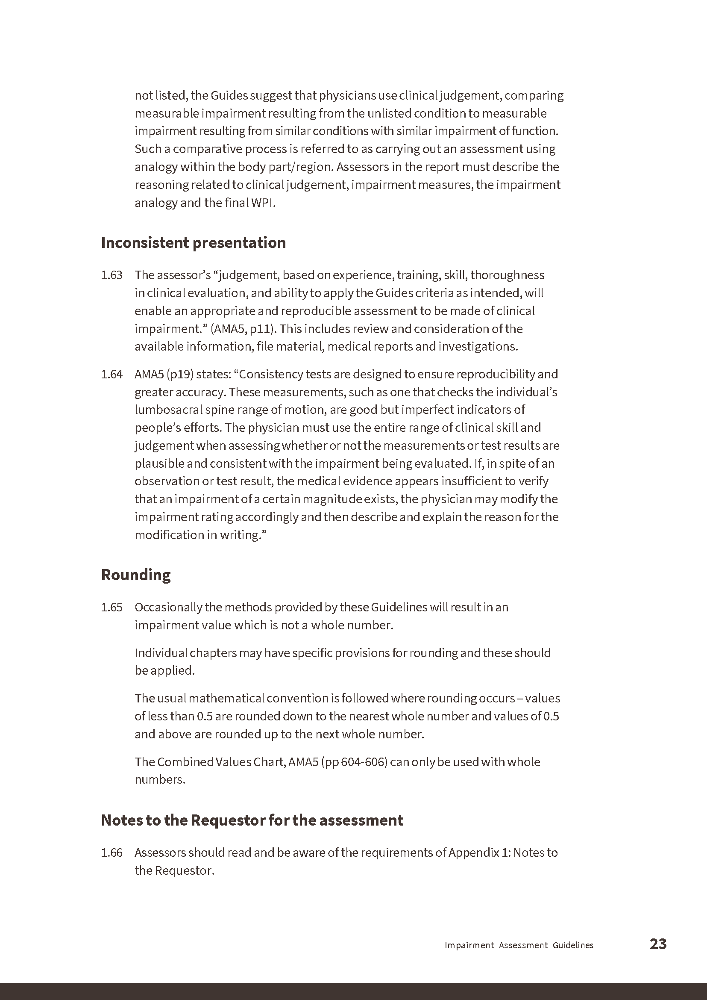 not listed, the Guides suggest that physicians use clinical judgement, comparing
measurable impairment resulting from the unlisted condition to measurable
impairment resulting from similar conditions with similar impairment of function.
Such a comparative process is referred to as carrying out an assessment using
analogy within the body part/region. Assessors in the report must describe the
reasoning related to clinical judgement, impairment measures, the impairment
analogy and the final WPI.
Inconsistent presentation
1.63 The assessor’s “judgement, based on experience, training, skill, thoroughness
in clinical evaluation, and ability to apply the Guides criteria as intended, will
enable an appropriate and reproducible assessment to be made of clinical
impairment.” (AMA5, p11). This includes review and consideration of the
available information, file material, medical reports and investigations.
1.64 AMA5 (p19) states: “Consistency tests are designed to ensure reproducibility and
greater accuracy. These measurements, such as one that checks the individual’s
lumbosacral spine range of motion, are good but imperfect indicators of
people’s efforts. The physician must use the entire range of clinical skill and
judgement when assessing whether or not the measurements or test results are
plausible and consistent with the impairment being evaluated. If, in spite of an
observation or test result, the medical evidence appears insufficient to verify
that an impairment of a certain magnitude exists, the physician may modify the
impairment rating accordingly and then describe and explain the reason for the
modification in writing.”
Rounding
1.65 Occasionally the methods provided by these Guidelines will result in an
impairment value which is not a whole number.
Individual chapters may have specific provisions for rounding and these should
be applied.
The usual mathematical convention is followed where rounding occurs – values
of less than 0.5 are rounded down to the nearest whole number and values of 0.5
and above are rounded up to the next whole number.
The Combined Values Chart, AMA5 (pp 604-606) can only be used with whole
numbers.
Notes to the Requestor for the assessment
1.66 Assessors should read and be aware of the requirements of Appendix 1: Notes to
the Requestor.
Impairment Assessment Guidelines 23